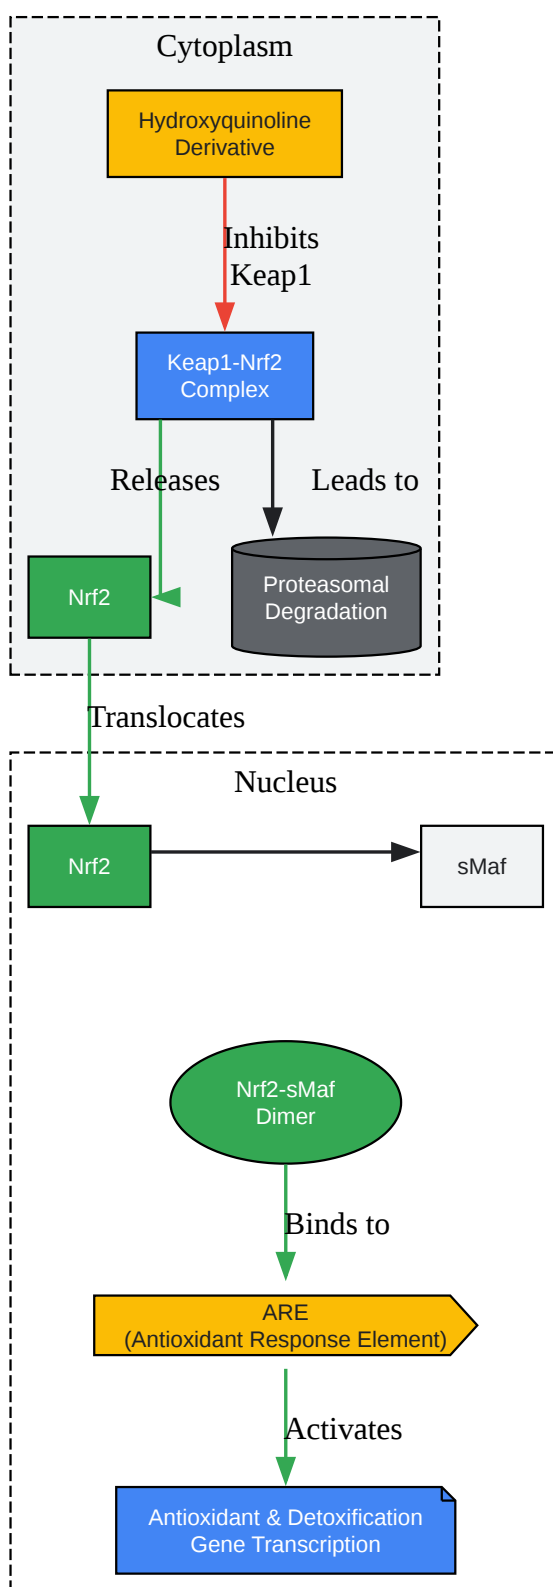 Cytoplasm
Hydroxyquinoline
Derivative
Inhibits
Keap1
Keap1-Nrf2
Complex
Releases
Leads to
Nrf2
Proteasomal
Degradation
Translocates
Nucleus
Nrf2
sMaf
Nrf2-sMaf
Dimer
Binds to
ARE
(Antioxidant Response Element)
Activates
Antioxidant & Detoxification
Gene Transcription